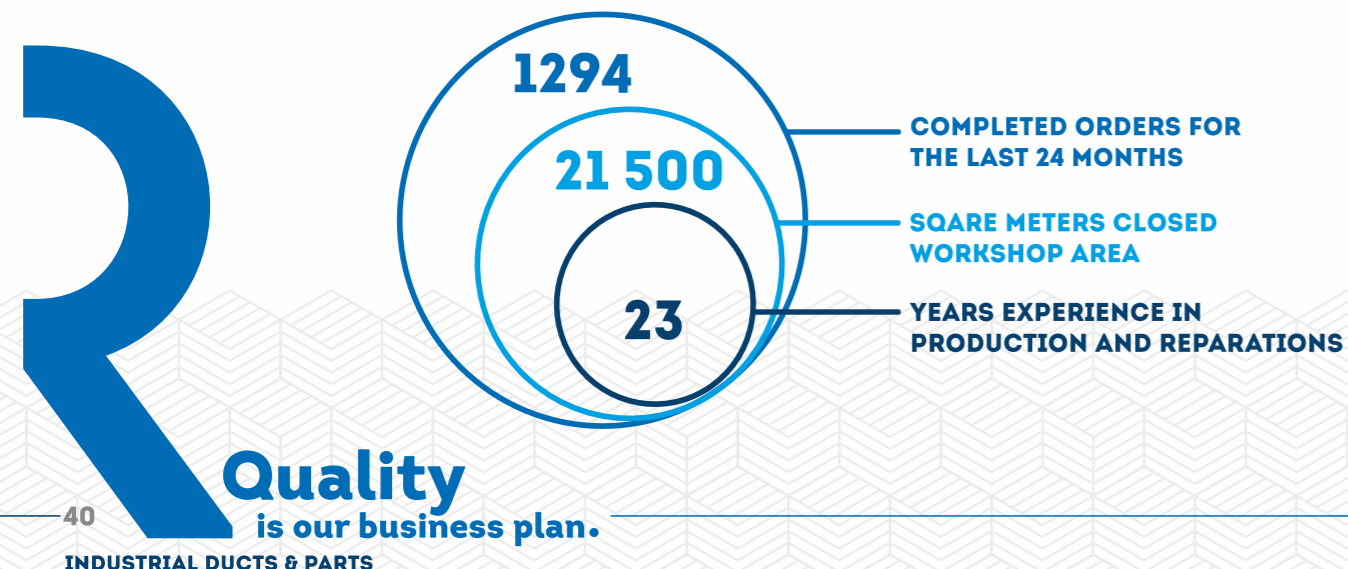 R
1294
COMPLETED ORDERS FOR
THE LAST 24 MONTHS
21 500
SQARE METERS CLOSED
WORKSHOP AREA
23
YEARS EXPERIENCE IN
PRODUCTION AND REPARATIONS
Quality
is our business plan.
40
INDUSTRIAL DUCTS & PARTS